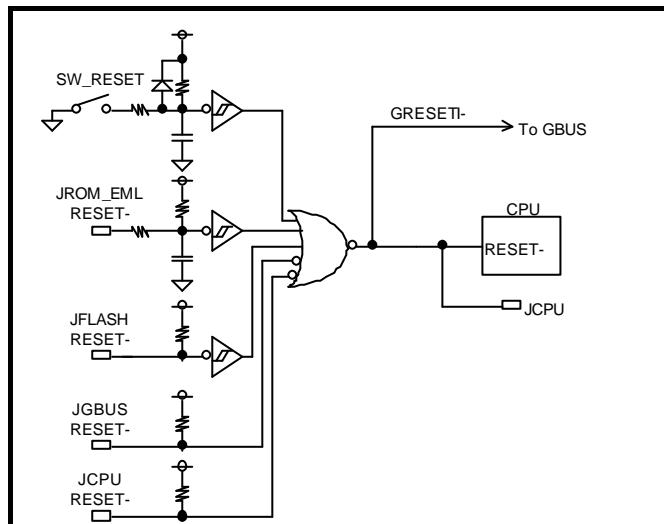 SW_RESET
GRESETI-
To GBUS
JROM_EML
RESET-
CPU
RESET-
JCPU
JFLASH
RESET-
JGBUS
RESET-
JCPU
RESET-